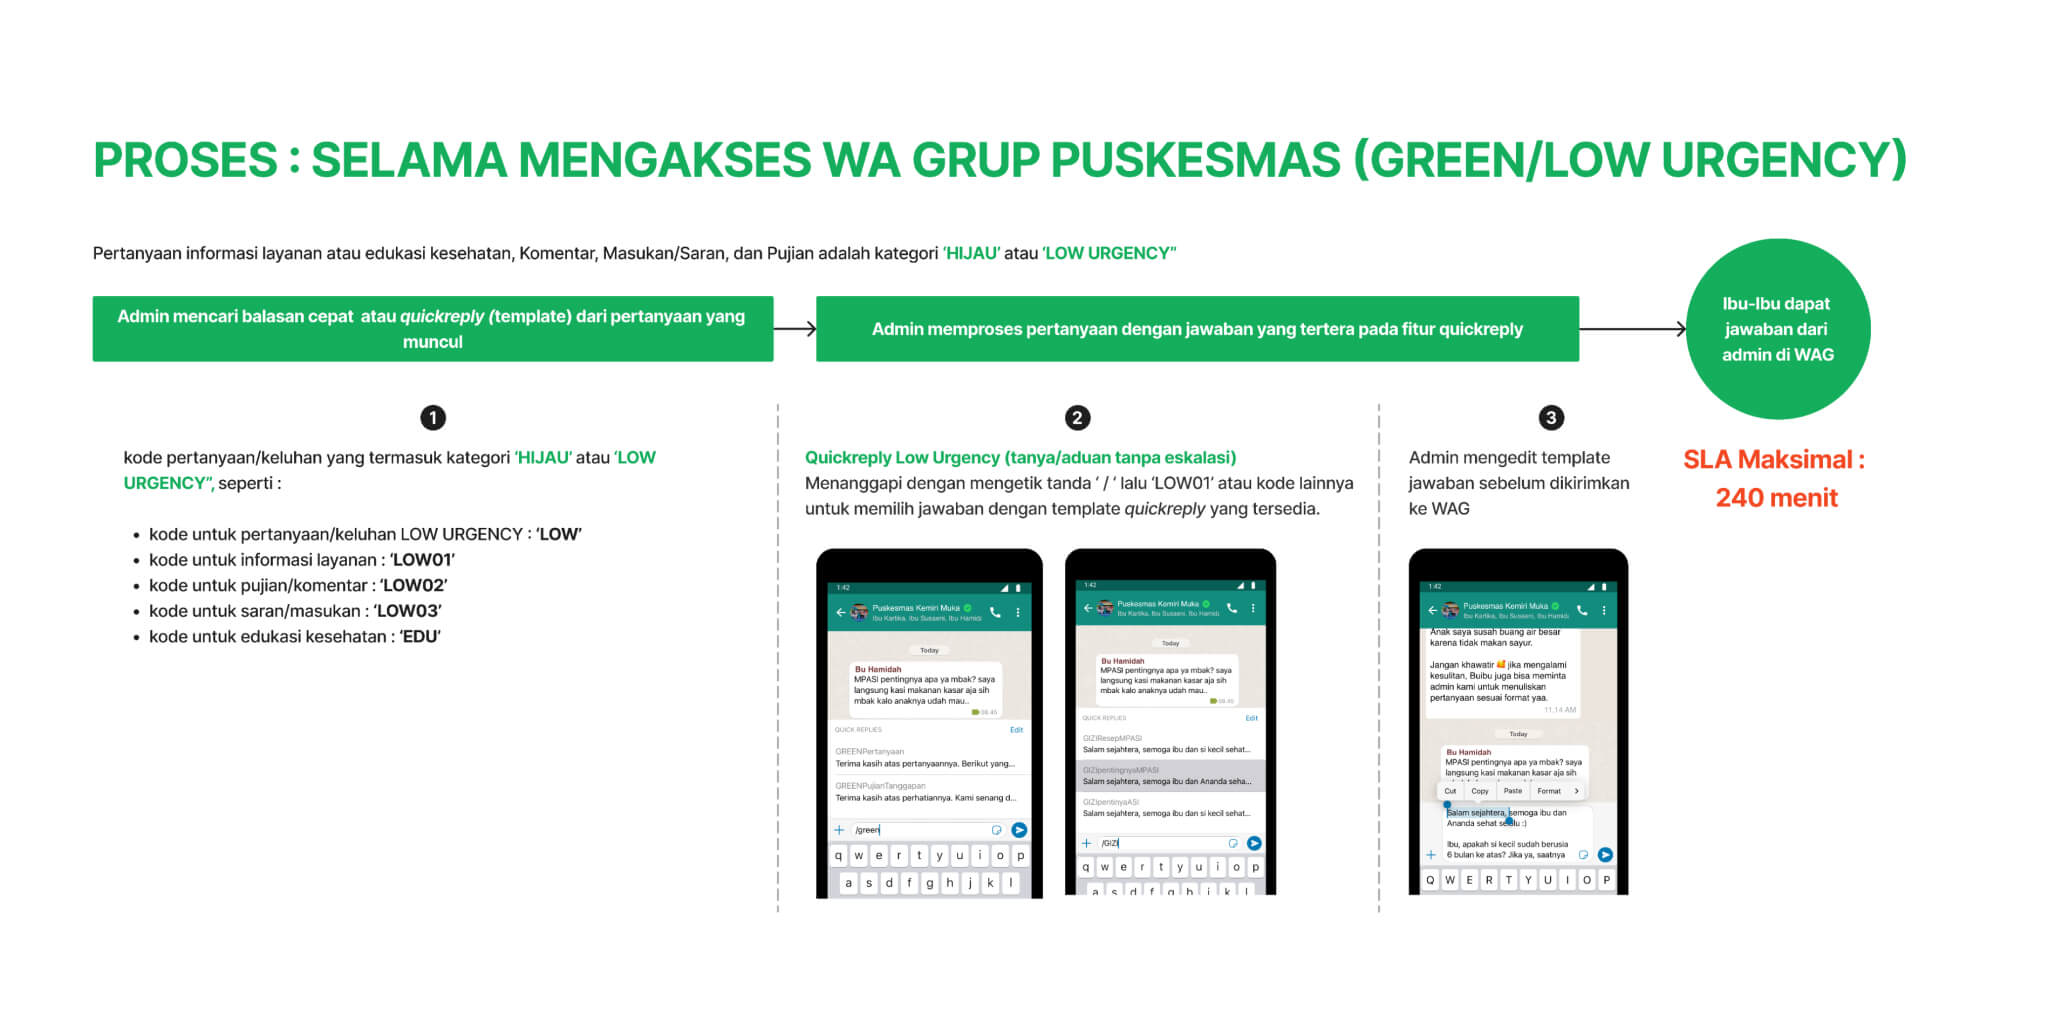 PROSES : SELAMA MENGAKSES WA GRUP PUSKESMAS (GREEN/LOW URGENCY)
Pertanyaan informasi layanan atau edukasi kesehatan, Komentar, Masukan/Saran, dan Pujian adalah kategori ‘HIJAU’ atau ‘LOW URGENCY”
Admin mencari balasan cepat atau quickreply (template) dari pertanyaan yang
muncul
Admin memproses pertanyaan dengan jawaban yang tertera pada fitur quickreply
Ibu-Ibu dapat
jawaban dari
admin di WAG
1
kode pertanyaan/keluhan yang termasuk kategori ‘HIJAU’ atau ‘LOW
URGENCY”, seperti :
• kode untuk pertanyaan/keluhan LOW URGENCY : ‘LOW’
• kode untuk informasi layanan : ‘LOW01’
• kode untuk pujian/komentar : ‘LOW02’
• kode untuk saran/masukan : ‘LOW03’
• kode untuk edukasi kesehatan : ‘EDU’
2
Quickreply Low Urgency (tanya/aduan tanpa eskalasi)
Menanggapi dengan mengetik tanda ‘ / ‘ lalu ‘LOW01’ atau kode lainnya
untuk memilih jawaban dengan template quickreply yang tersedia.
1:42
Puskesmas Kemiri Muka
Ibu Kartika, Ibu Susseni, Ibu Hamidi
Today
Bu Hamidah
MPASI pentingnya apa ya mbak? saya
langsung kasi makanan kasar aja sih
mbak kalo anaknya udah mau..
08.45
QUICK REPLIES
Edit
GREENPertanyaan
Terima kasih atas pertanyaannya. Berikut yang...
GREENPujianTanggapan
Terima kasih atas perhatiannya. Kami senang d...
/green
q w e r t y u i o p
a s d f g h j k l
1:42
Puskesmas Kemiri Muka
Ibu Kartika, Ibu Susseni, Ibu Hamidi
Today
Bu Hamidah
MPASI pentingnya apa ya mbak? saya
langsung kasi makanan kasar aja sih
mbak kalo anaknya udah mau..
08.45
QUICK REPLIES
Edit
GIZIResepMPASI
Salam sejahtera, semoga ibu dan si kecil sehat...
GIZIpentingnyaMPASI
Salam sejahtera, semoga ibu dan Ananda seha...
GIZIpentinyaASI
Salam sejahtera, semoga ibu dan si kecil sehat...
/GIZI
q w e r t y u i o p
a s d f g h j k l
3
Admin mengedit template
jawaban sebelum dikirimkan
ke WAG
1:42
Puskesmas Kemiri Muka
Ibu Kartika, Ibu Susseni, Ibu Hamidi
Anak saya susah buang air besar
karena tidak makan sayur.
Jangan khawatir 🥰 jika mengalami
kesulitan, Buibu juga bisa meminta
admin kami untuk menuliskan
pertanyaan sesuai format yaa.
11.14 AM
Today
Bu Hamidah
MPASI pentingnya apa ya mbak? saya
langsung kasi makanan kasar aja sih
Cut Copy Paste Format >
Salam sejahtera, semoga ibu dan
Ananda sehat selalu :)
Ibu, apakah si kecil sudah berusia
6 bulan ke atas? Jika ya, saatnya
Q W E R T Y U I O P
SLA Maksimal :
240 menit